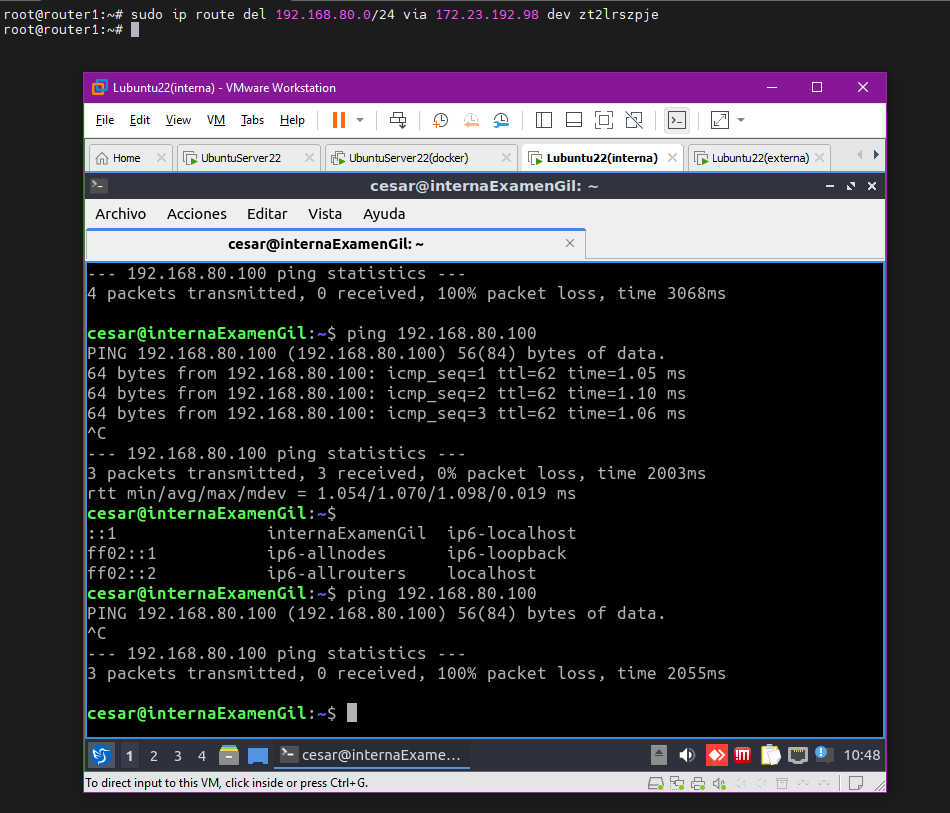 root@router1:~# sudo ip route del 192.168.80.0/24 via 172.23.192.98 dev zt2lrszpje
root@router1:~#
Lubuntu22(interna) - VMware Workstation
File Edit View VM Tabs Help
Home UbuntuServer22 UbuntuServer22(docker) Lubuntu22(interna) Lubuntu22(externa)
cesar@internaExamenGil: ~
Archivo Acciones Editar Vista Ayuda
cesar@internaExamenGil: ~
--- 192.168.80.100 ping statistics ---
4 packets transmitted, 0 received, 100% packet loss, time 3068ms
cesar@internaExamenGil:~$ ping 192.168.80.100
PING 192.168.80.100 (192.168.80.100) 56(84) bytes of data.
64 bytes from 192.168.80.100: icmp_seq=1 ttl=62 time=1.05 ms
64 bytes from 192.168.80.100: icmp_seq=2 ttl=62 time=1.10 ms
64 bytes from 192.168.80.100: icmp_seq=3 ttl=62 time=1.06 ms
^C
--- 192.168.80.100 ping statistics ---
3 packets transmitted, 3 received, 0% packet loss, time 2003ms
rtt min/avg/max/mdev = 1.054/1.070/1.098/0.019 ms
cesar@internaExamenGil:~$
::1 internaExamenGil ip6-localhost
ff02::1 ip6-allnodes ip6-loopback
ff02::2 ip6-allrouters localhost
cesar@internaExamenGil:~$ ping 192.168.80.100
PING 192.168.80.100 (192.168.80.100) 56(84) bytes of data.
^C
--- 192.168.80.100 ping statistics ---
3 packets transmitted, 0 received, 100% packet loss, time 2055ms
cesar@internaExamenGil:~$
1 2 3 4 cesar@internaExame... 10:48
To direct input to this VM, click inside or press Ctrl+G.